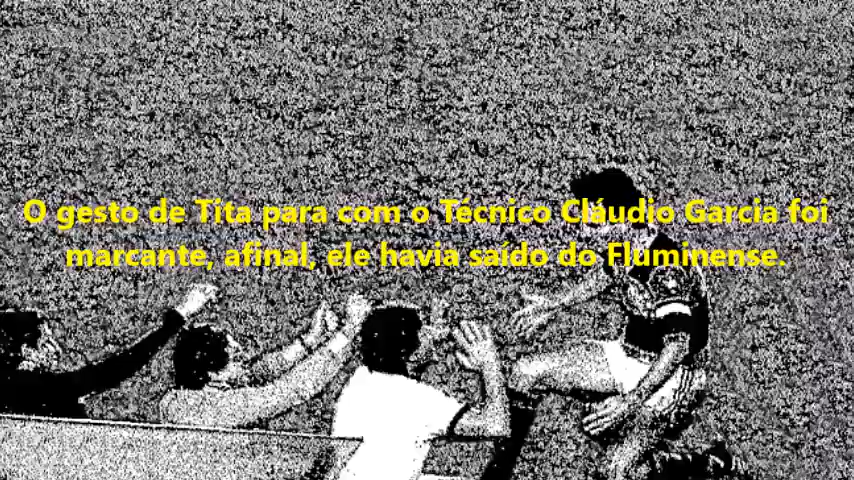 O gesto de Tita para com o Técnico Cláudio Garcia foi
marcante, afinal, ele havia saído do Fluminense.